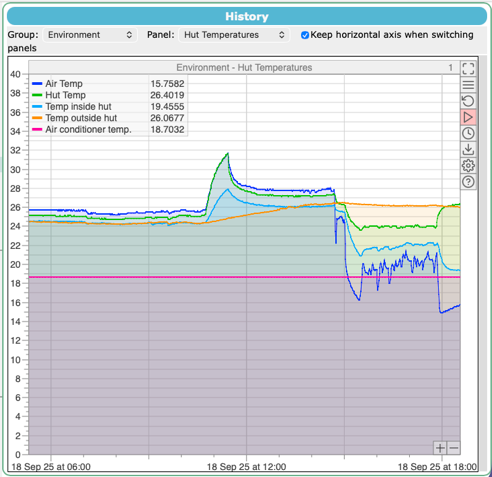 History
Group: Environment Panel: Hut Temperatures Keep horizontal axis when switching
panels
Environment - Hut Temperatures 1
40
38
36
34
32
30
28
26
24
22
20
18
16
14
12
10
8
6
4
2
0
Air Temp 15.7582
Hut Temp 26.4019
Temp inside hut 19.4555
Temp outside hut 26.0677
Air conditioner temp. 18.7032
18 Sep 25 at 06:00 18 Sep 25 at 12:00 18 Sep 25 at 18:00